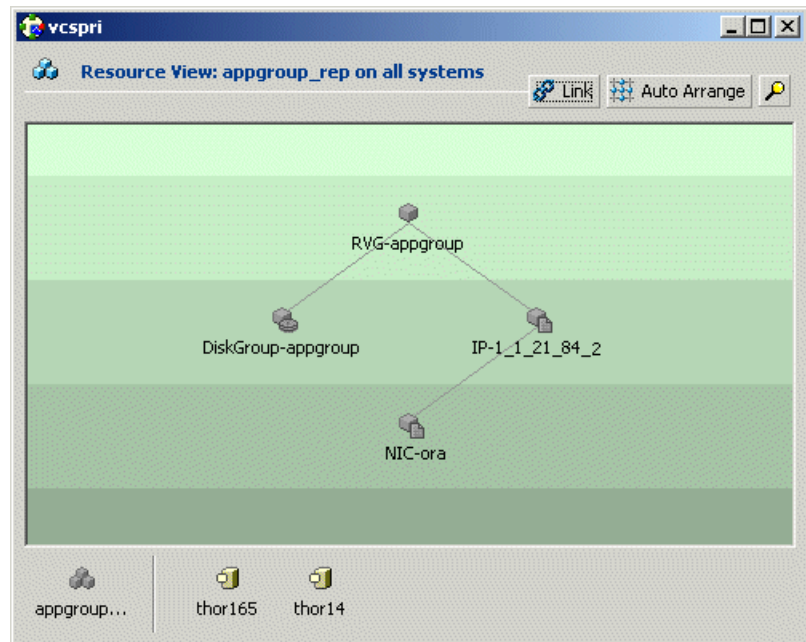 vcspri
Resource View: appgroup_rep on all systems
Link
Auto Arrange
RVG-appgroup
DiskGroup-appgroup
IP-1_1_21_84_2
NIC-ora
appgroup...
thor165
thor14